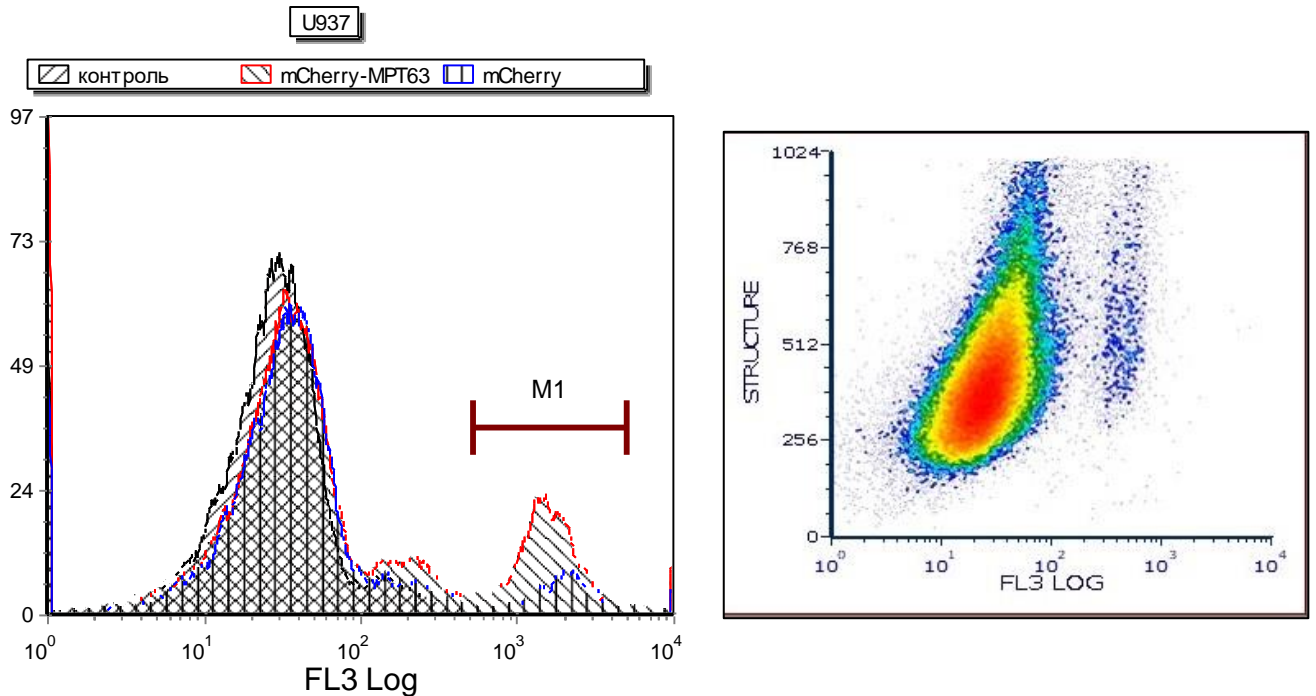 U937
контроль mCherry-MPT63 mCherry
97
73
49
24
0
M1
10^0 10^1 10^2 10^3 10^4
FL3 Log
1024
768
512
256
0
STRUCTURE
10^0 10^1 10^2 10^3 10^4
FL3 LOG